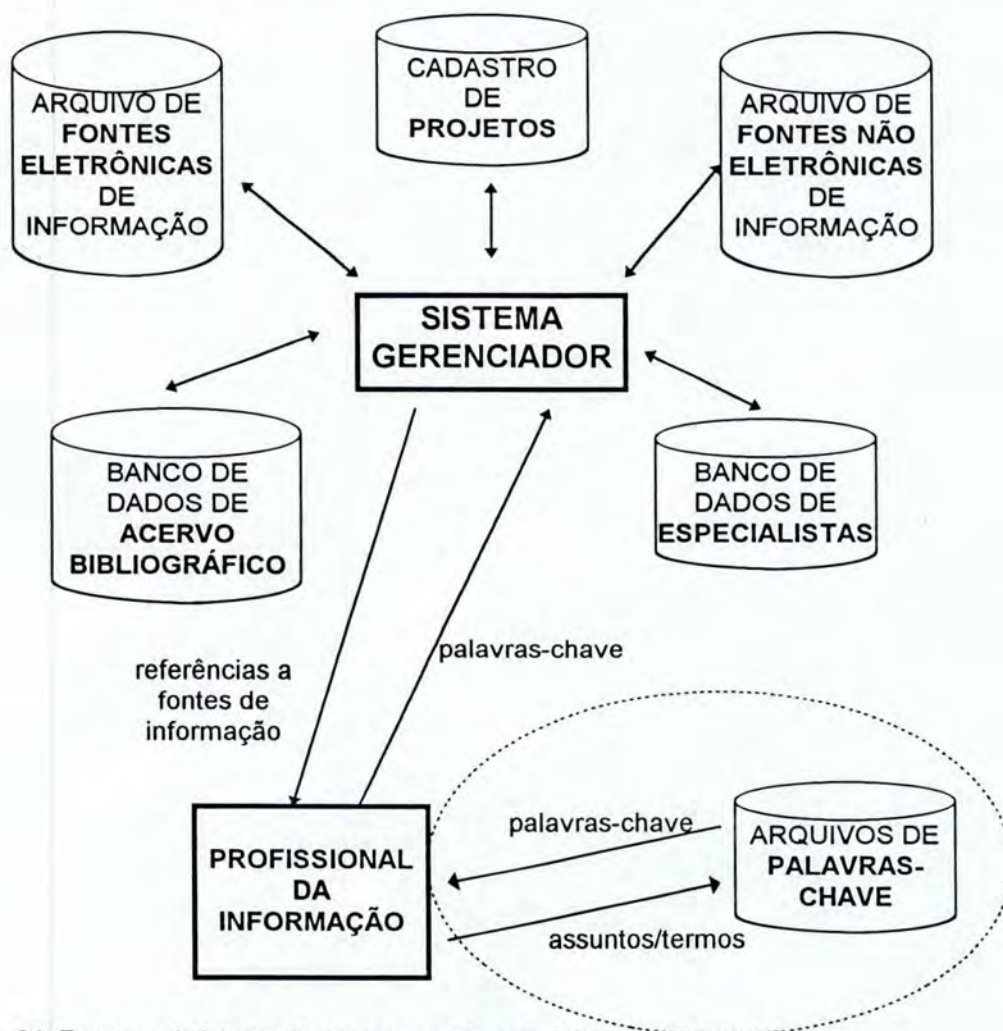 CADASTRO
DE
PROJETOS
ARQUIVO DE
FONTES
ELETRÔNICAS
DE
INFORMAÇÃO
ARQUIVO DE
FONTES NÃO
ELETRÔNICAS
DE
INFORMAÇÃO
SISTEMA
GERENCIADOR
BANCO DE
DADOS DE
ACERVO
BIBLIOGRÁFICO
BANCO DE
DADOS DE
ESPECIALISTAS
referências a
fontes de
informação
palavras-chave
PROFISSIONAL
DA
INFORMAÇÃO
palavras-chave
assuntos/termos
ARQUIVOS DE
PALAVRAS-
CHAVE